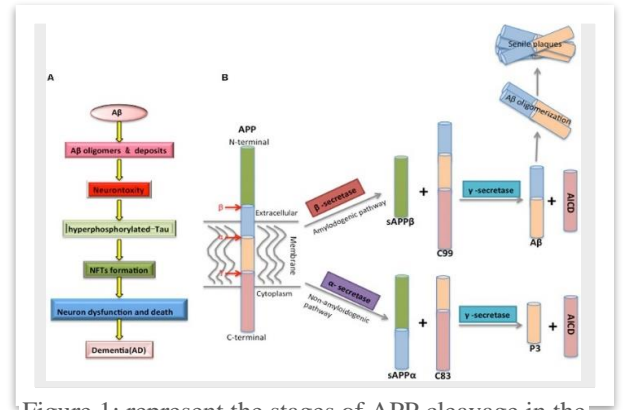 A
Aβ
Aβ oligomers & deposits
Neurontoxity
hyperphosphorylated-Tau
NFTs formation
Neuron dysfunction and death
Dementia(AD)
B
APP
N-terminal
β
Extracellular
α
Membrane
γ
Cytoplasm
C-terminal
β -secretase
Amylodogenic pathway
sAPPβ
+
C99
γ -secretase
Aβ
+
AICD
Aβ oligomerization
Senile plaques
α- secretase
Non-amyloidogenic
pathway
sAPPα
+
C83
γ -secretase
P3
+
AICD
Figure 1: represent the stages of APP cleavage in the